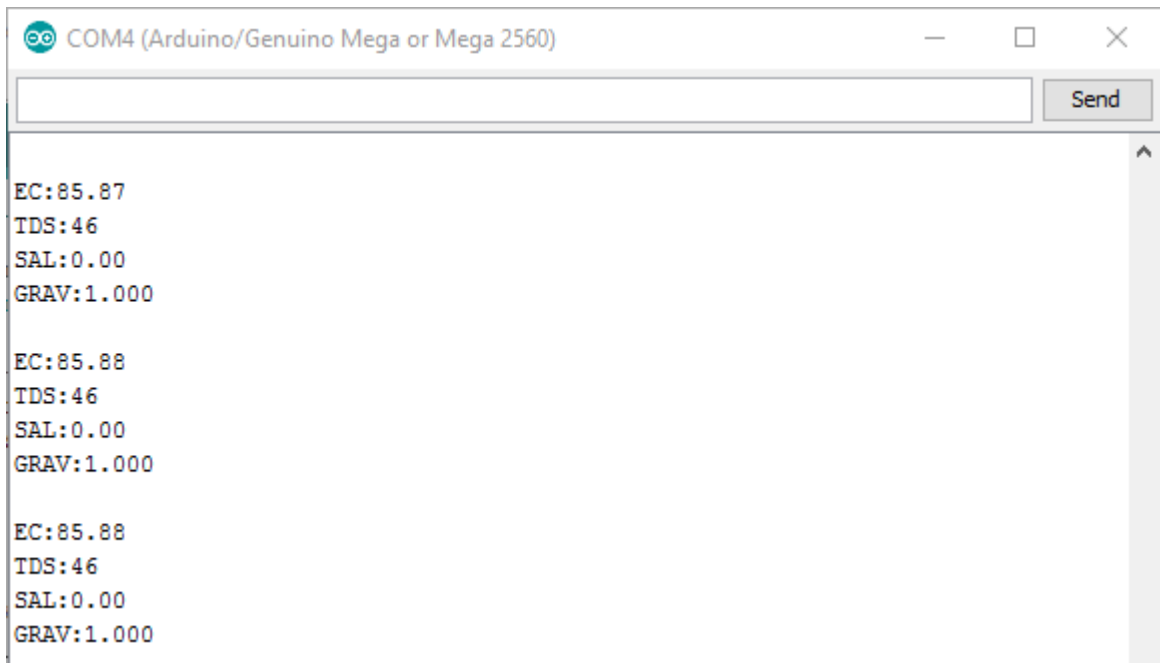 COM4 (Arduino/Genuino Mega or Mega 2560)
Send
EC:85.87
TDS:46
SAL:0.00
GRAV:1.000
EC:85.88
TDS:46
SAL:0.00
GRAV:1.000
EC:85.88
TDS:46
SAL:0.00
GRAV:1.000